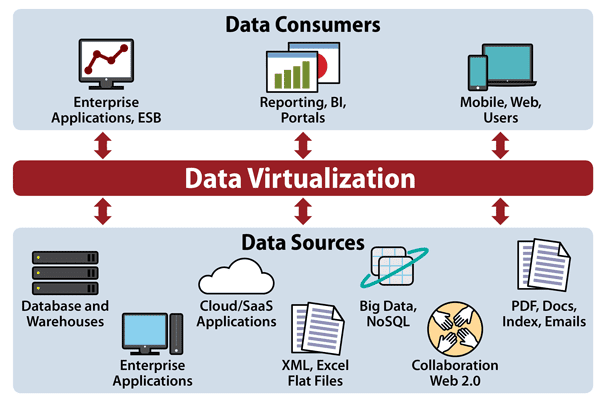 Data Consumers
Enterprise
Applications, ESB
Reporting, BI,
Portals
Mobile, Web,
Users
Data Virtualization
Data Sources
Database and
Warehouses
Enterprise
Applications
Cloud/SaaS
Applications
XML, Excel
Flat Files
Big Data,
NoSQL
Collaboration
Web 2.0
PDF, Docs,
Index, Emails